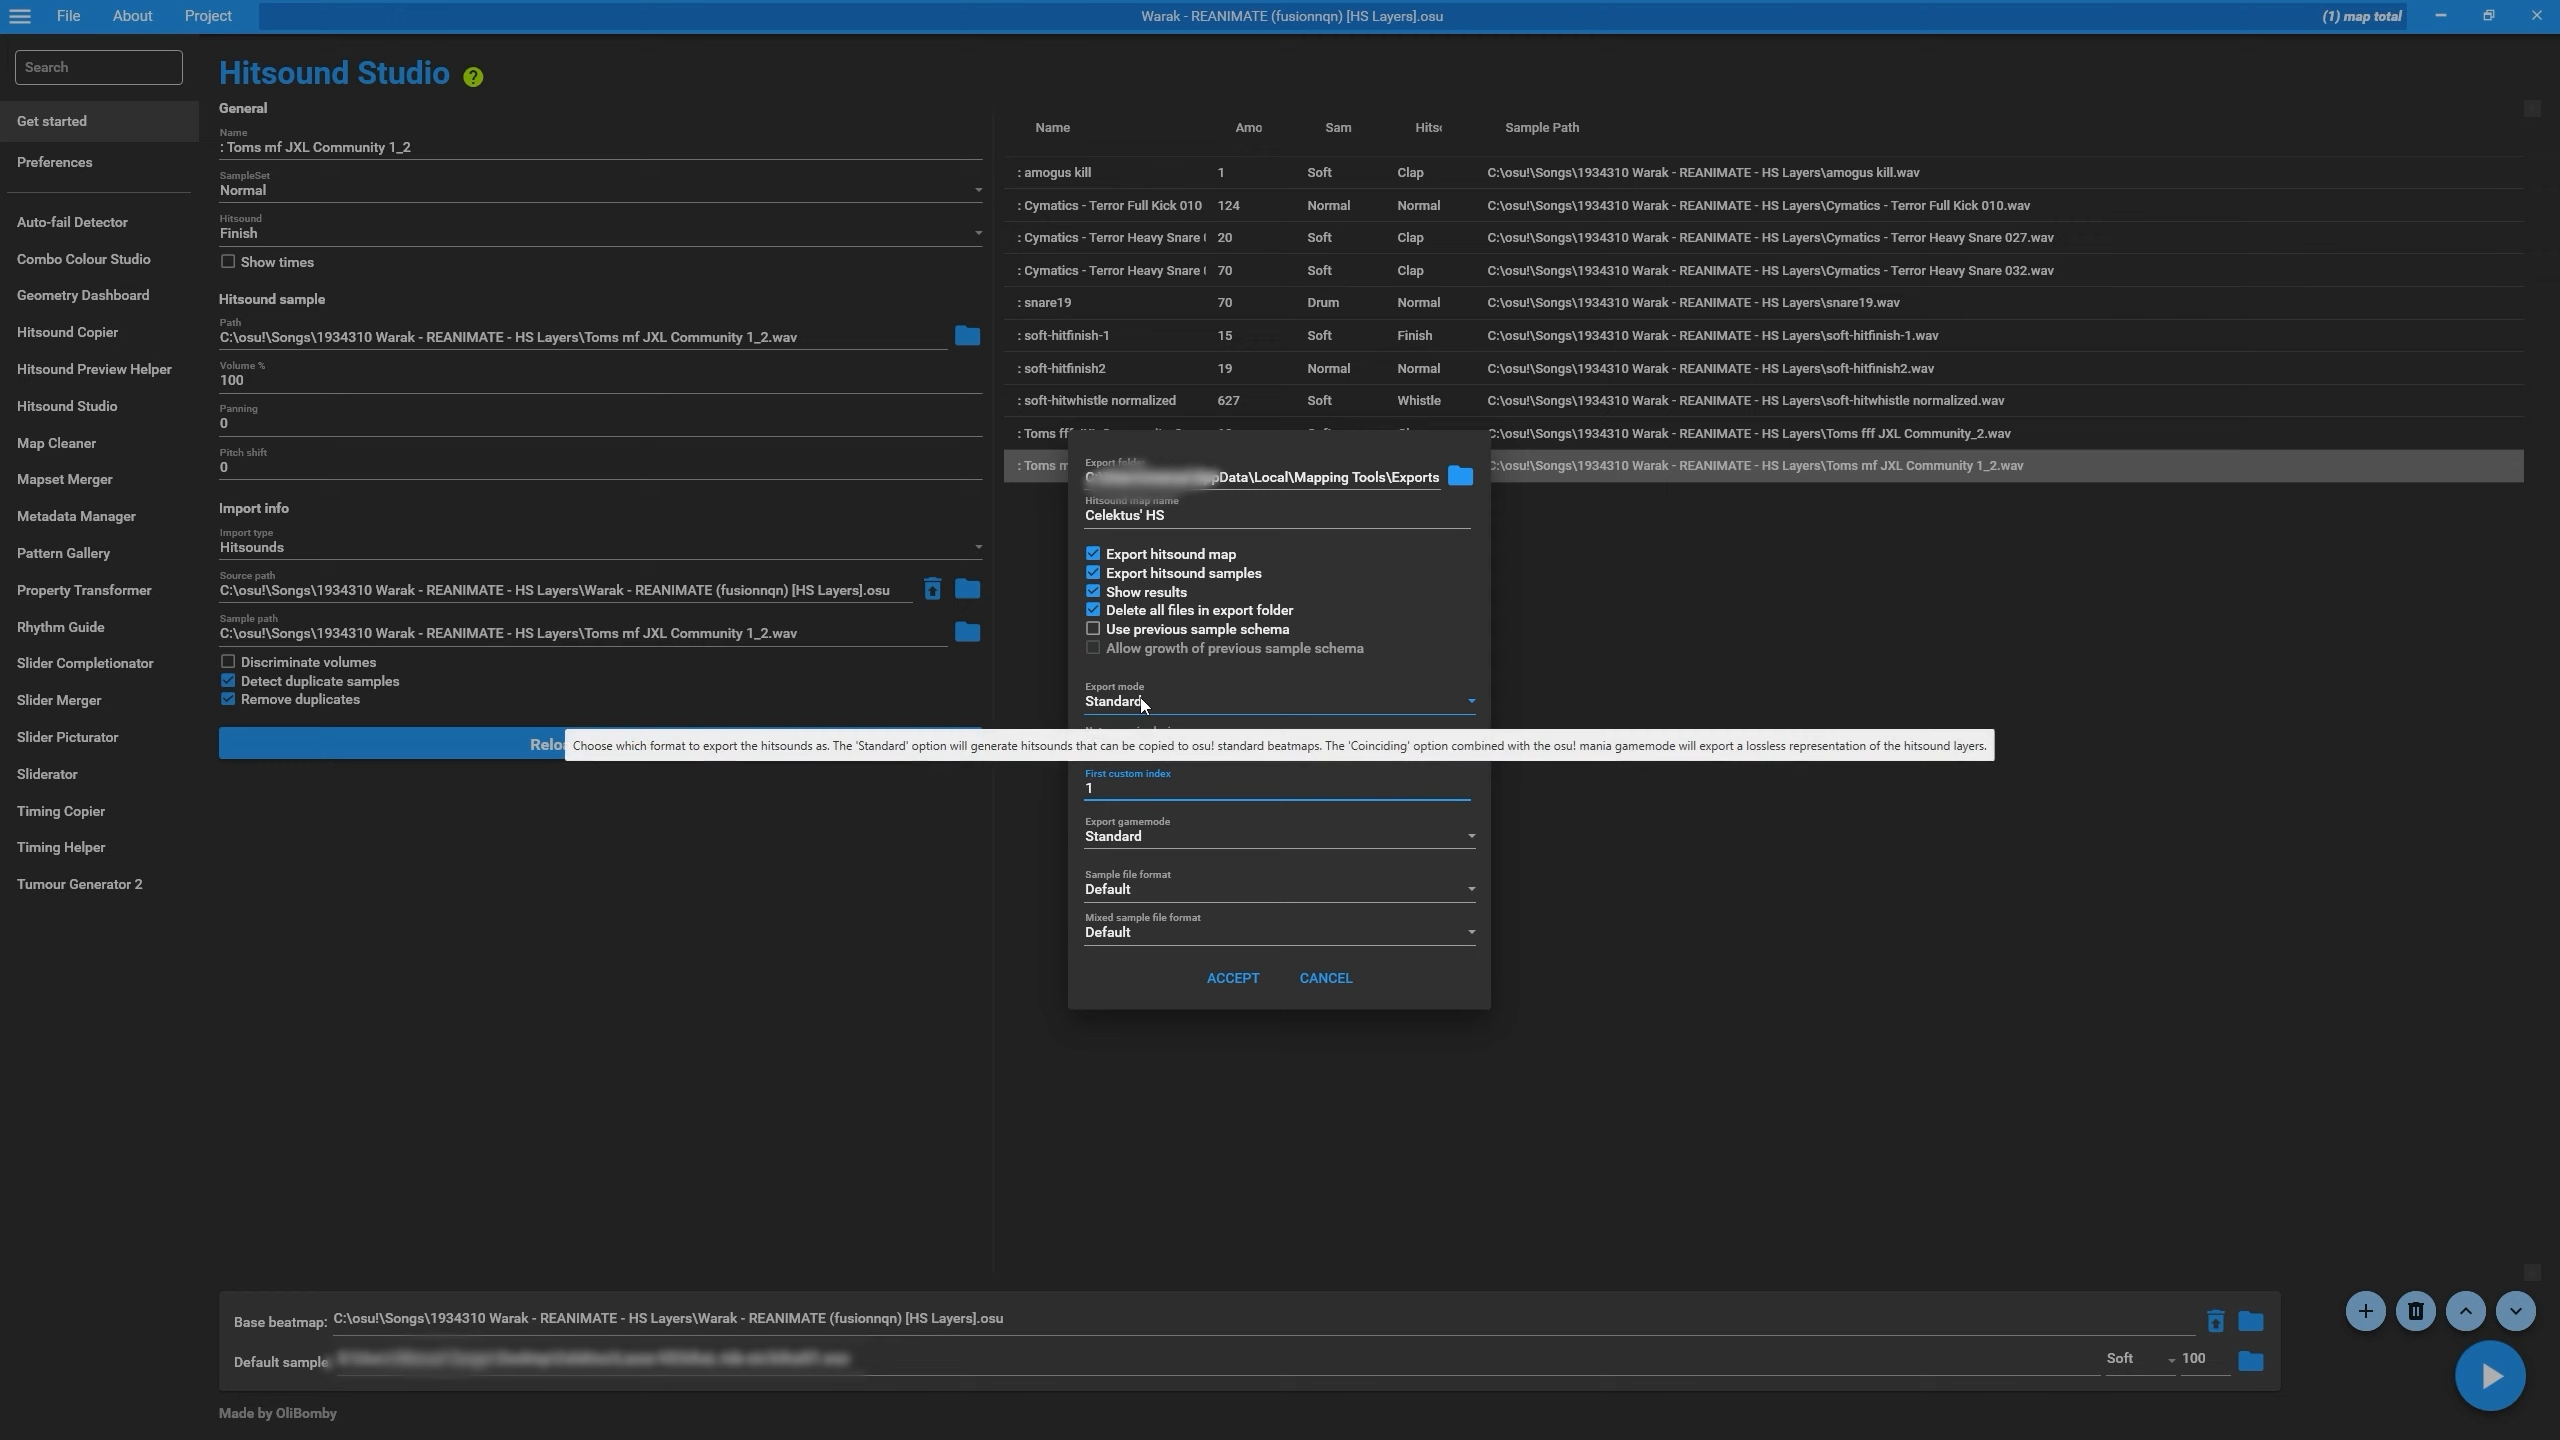 File About Project Warak - REANIMATE (fusionnqn) [HS Layers].osu (1) map total
Search
Get started
Preferences
Auto-fail Detector
Combo Colour Studio
Geometry Dashboard
Hitsound Copier
Hitsound Preview Helper
Hitsound Studio
Map Cleaner
Mapset Merger
Metadata Manager
Pattern Gallery
Property Transformer
Rhythm Guide
Slider Completionator
Slider Merger
Slider Picturator
Sliderator
Timing Copier
Timing Helper
Tumour Generator 2
Hitsound Studio ?
General
Name
: Toms mf JXL Community 1_2
SampleSet
Normal
Hitsound
Finish
Show times
Hitsound sample
Path
C:\osu!\Songs\1934310 Warak - REANIMATE - HS Layers\Toms mf JXL Community 1_2.wav
Volume %
100
Panning
0
Pitch shift
0
Import info
Import type
Hitsounds
Source path
C:\osu!\Songs\1934310 Warak - REANIMATE - HS Layers\Warak - REANIMATE (fusionnqn) [HS Layers].osu
Sample path
C:\osu!\Songs\1934310 Warak - REANIMATE - HS Layers\Toms mf JXL Community 1_2.wav
Discriminate volumes
Detect duplicate samples
Remove duplicates
Name Amo Sam Hits Sample Path
: amogus kill 1 Soft Clap C:\osu!\Songs\1934310 Warak - REANIMATE - HS Layers\amogus kill.wav
: Cymatics - Terror Full Kick 010 124 Normal Normal C:\osu!\Songs\1934310 Warak - REANIMATE - HS Layers\Cymatics - Terror Full Kick 010.wav
: Cymatics - Terror Heavy Snare 20 Soft Clap C:\osu!\Songs\1934310 Warak - REANIMATE - HS Layers\Cymatics - Terror Heavy Snare 027.wav
: Cymatics - Terror Heavy Snare 70 Soft Clap C:\osu!\Songs\1934310 Warak - REANIMATE - HS Layers\Cymatics - Terror Heavy Snare 032.wav
: snare19 70 Drum Normal C:\osu!\Songs\1934310 Warak - REANIMATE - HS Layers\snare19.wav
: soft-hitfinish-1 15 Soft Finish C:\osu!\Songs\1934310 Warak - REANIMATE - HS Layers\soft-hitfinish-1.wav
: soft-hitfinish2 19 Normal Normal C:\osu!\Songs\1934310 Warak - REANIMATE - HS Layers\soft-hitfinish2.wav
: soft-hitwhistle normalized 627 Soft Whistle C:\osu!\Songs\1934310 Warak - REANIMATE - HS Layers\soft-hitwhistle normalized.wav
: Toms fff :\osu!\Songs\1934310 Warak - REANIMATE - HS Layers\Toms fff JXL Community_2.wav
: Toms m :\osu!\Songs\1934310 Warak - REANIMATE - HS Layers\Toms mf JXL Community 1_2.wav
Export folder
pData\Local\Mapping Tools\Exports
Hitsound map name
Celektus' HS
Export hitsound map
Export hitsound samples
Show results
Delete all files in export folder
Use previous sample schema
Allow growth of previous sample schema
Export mode
Standard
Reloa Choose which format to export the hitsounds as. The 'Standard' option will generate hitsounds that can be copied to osu! standard beatmaps. The 'Coinciding' option combined with the osu! mania gamemode will export a lossless representation of the hitsound layers.
First custom index
1
Export gamemode
Standard
Sample file format
Default
Mixed sample file format
Default
ACCEPT CANCEL
Base beatmap: C:\osu!\Songs\1934310 Warak - REANIMATE - HS Layers\Warak - REANIMATE (fusionnqn) [HS Layers].osu
Default sample Soft 100
Made by OliBomby